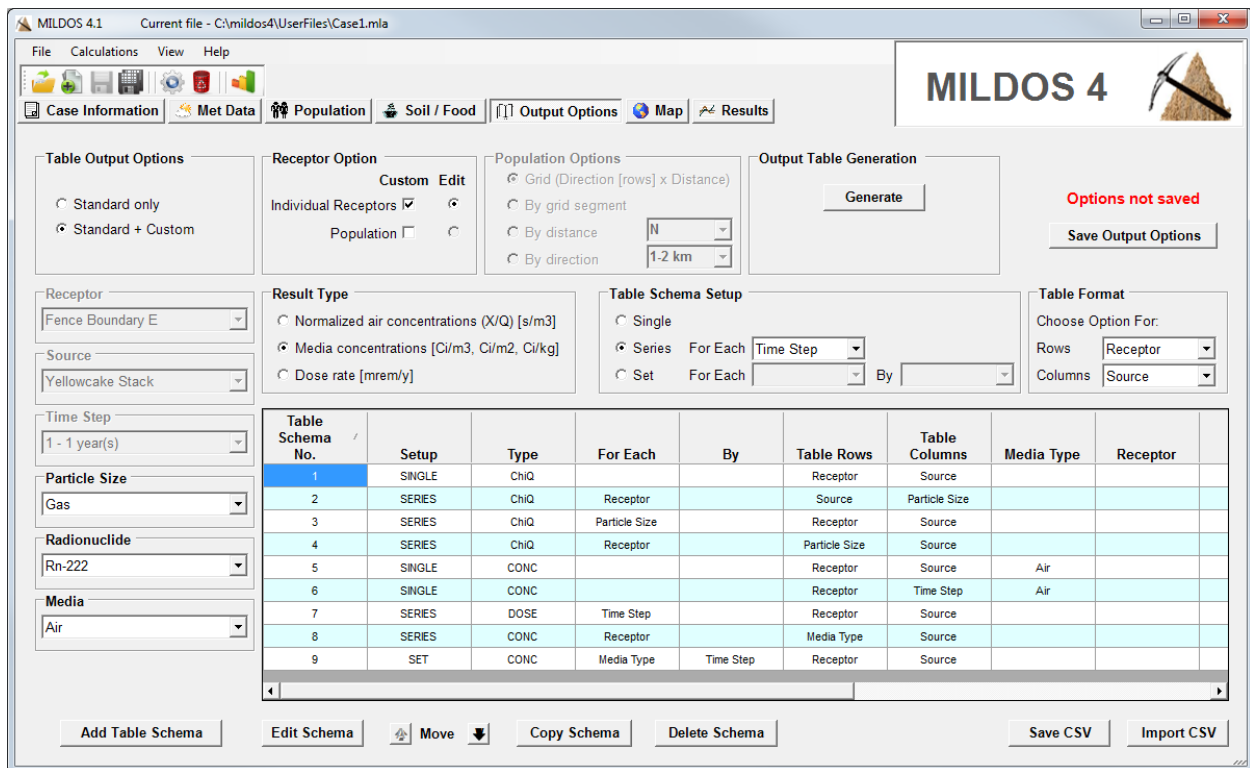 MILDOS 4.1 Current file - C:\mildos4\UserFiles\Case1.mla
File Calculations View Help
MILDOS 4
Case Information Met Data Population Soil / Food Output Options Map Results
Table Output Options
Standard only
Standard + Custom
Receptor Option
Custom Edit
Individual Receptors
Population
Population Options
Grid (Direction [rows] x Distance)
By grid segment
By distance N
By direction 1-2 km
Output Table Generation
Generate
Options not saved
Save Output Options
Receptor
Fence Boundary E
Source
Yellowcake Stack
Time Step
1 - 1 year(s)
Particle Size
Gas
Radionuclide
Rn-222
Media
Air
Result Type
Normalized air concentrations (X/Q) [s/m3]
Media concentrations [Ci/m3, Ci/m2, Ci/kg]
Dose rate [mrem/y]
Table Schema Setup
Single
Series For Each Time Step
Set For Each By
Table Format
Choose Option For:
Rows Receptor
Columns Source
Table Schema No. Setup Type For Each By Table Rows Table Columns Media Type Receptor
1 SINGLE ChiQ Receptor Source
2 SERIES ChiQ Receptor Source Particle Size
3 SERIES ChiQ Particle Size Receptor Source
4 SERIES ChiQ Receptor Particle Size Source
5 SINGLE CONC Receptor Source Air
6 SINGLE CONC Receptor Time Step Air
7 SERIES DOSE Time Step Receptor Source
8 SERIES CONC Receptor Media Type Source
9 SET CONC Media Type Time Step Receptor Source
Add Table Schema Edit Schema Move Copy Schema Delete Schema Save CSV Import CSV